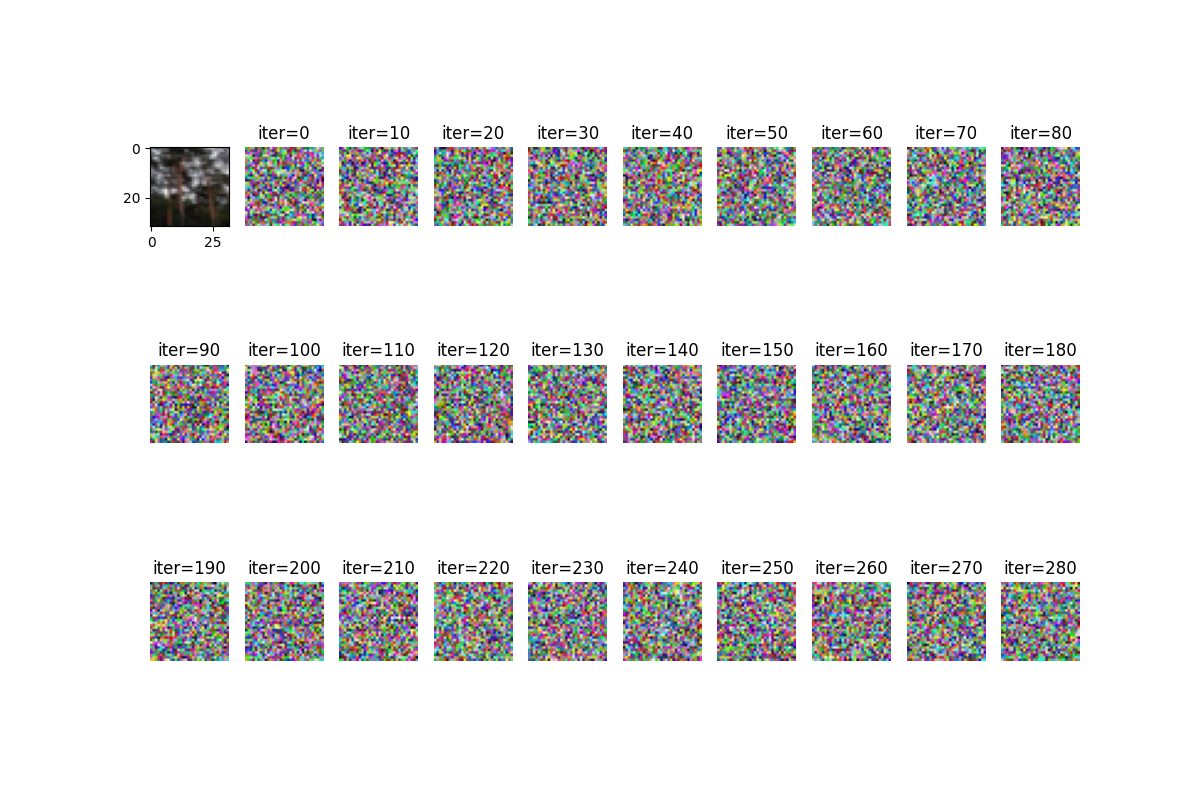 iter=0 iter=10 iter=20 iter=30 iter=40 iter=50 iter=60 iter=70 iter=80
0
20
0 25
iter=90 iter=100 iter=110 iter=120 iter=130 iter=140 iter=150 iter=160 iter=170 iter=180
iter=190 iter=200 iter=210 iter=220 iter=230 iter=240 iter=250 iter=260 iter=270 iter=280